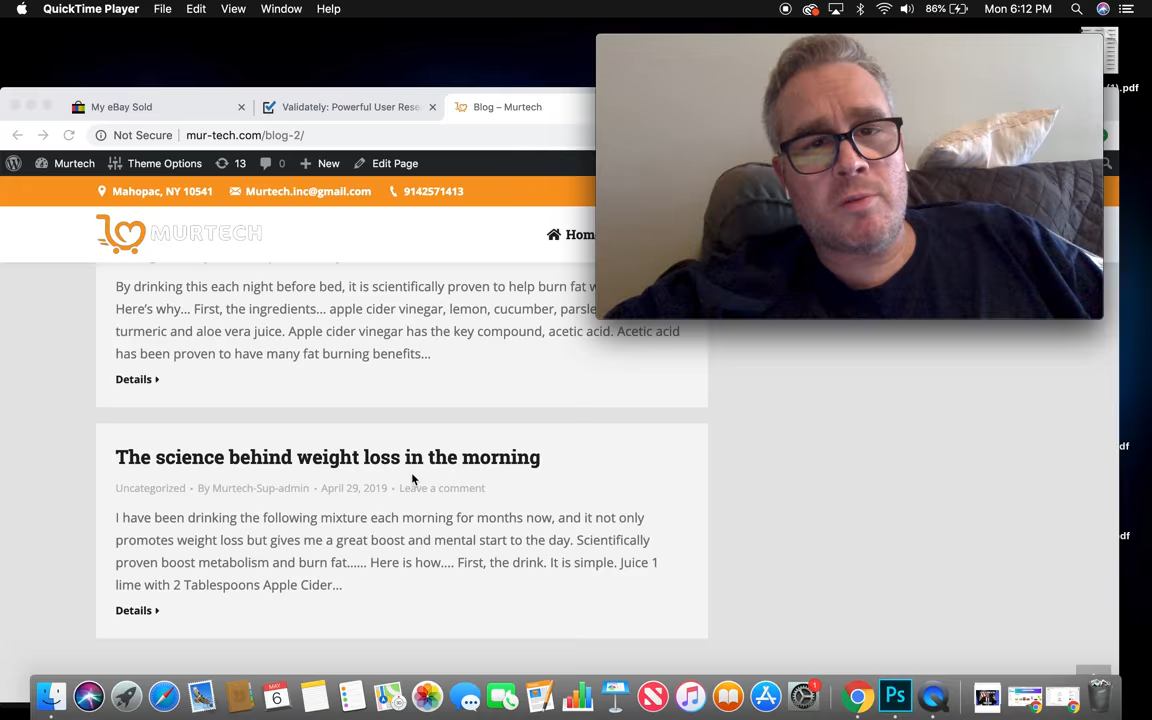 QuickTime Player File Edit View Window Help 86% Mon 6:12 PM
.pdf
My eBay Sold Validately: Powerful User Rese Blog – Murtech
Not Secure mur-tech.com/blog-2/
Murtech Theme Options 13 0 New Edit Page
Mahopac, NY 10541 Murtech.inc@gmail.com 9142571413
MURTECH Home
By drinking this each night before bed, it is scientifically proven to help burn fat
Here's why... First, the ingredients... apple cider vinegar, lemon, cucumber,
turmeric and aloe vera juice. Apple cider vinegar has the key compound, acetic acid. Acetic acid
has been proven to have many fat burning benefits...
Details
The science behind weight loss in the morning
Uncategorized • By Murtech-Sup-admin • April 29, 2019 • Leave a comment
I have been drinking the following mixture each morning for months now, and it not only
promotes weight loss but gives me a great boost and mental start to the day. Scientifically
proven boost metabolism and burn fat...... Here is how.... First, the drink. It is simple. Juice 1
lime with 2 Tablespoons Apple Cider...
Details
df
df
MAY
6
Ps
1